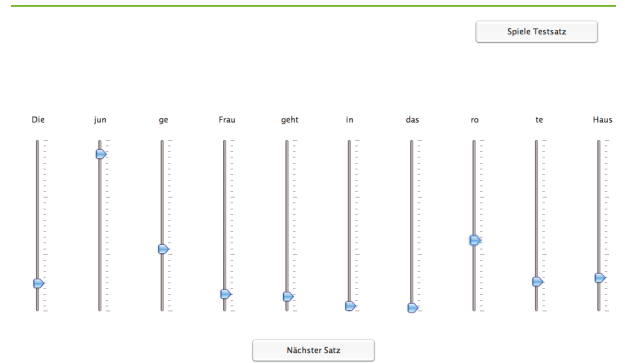 Spiele Testsatz
Die jun ge Frau geht in das ro te Haus
Nächster Satz